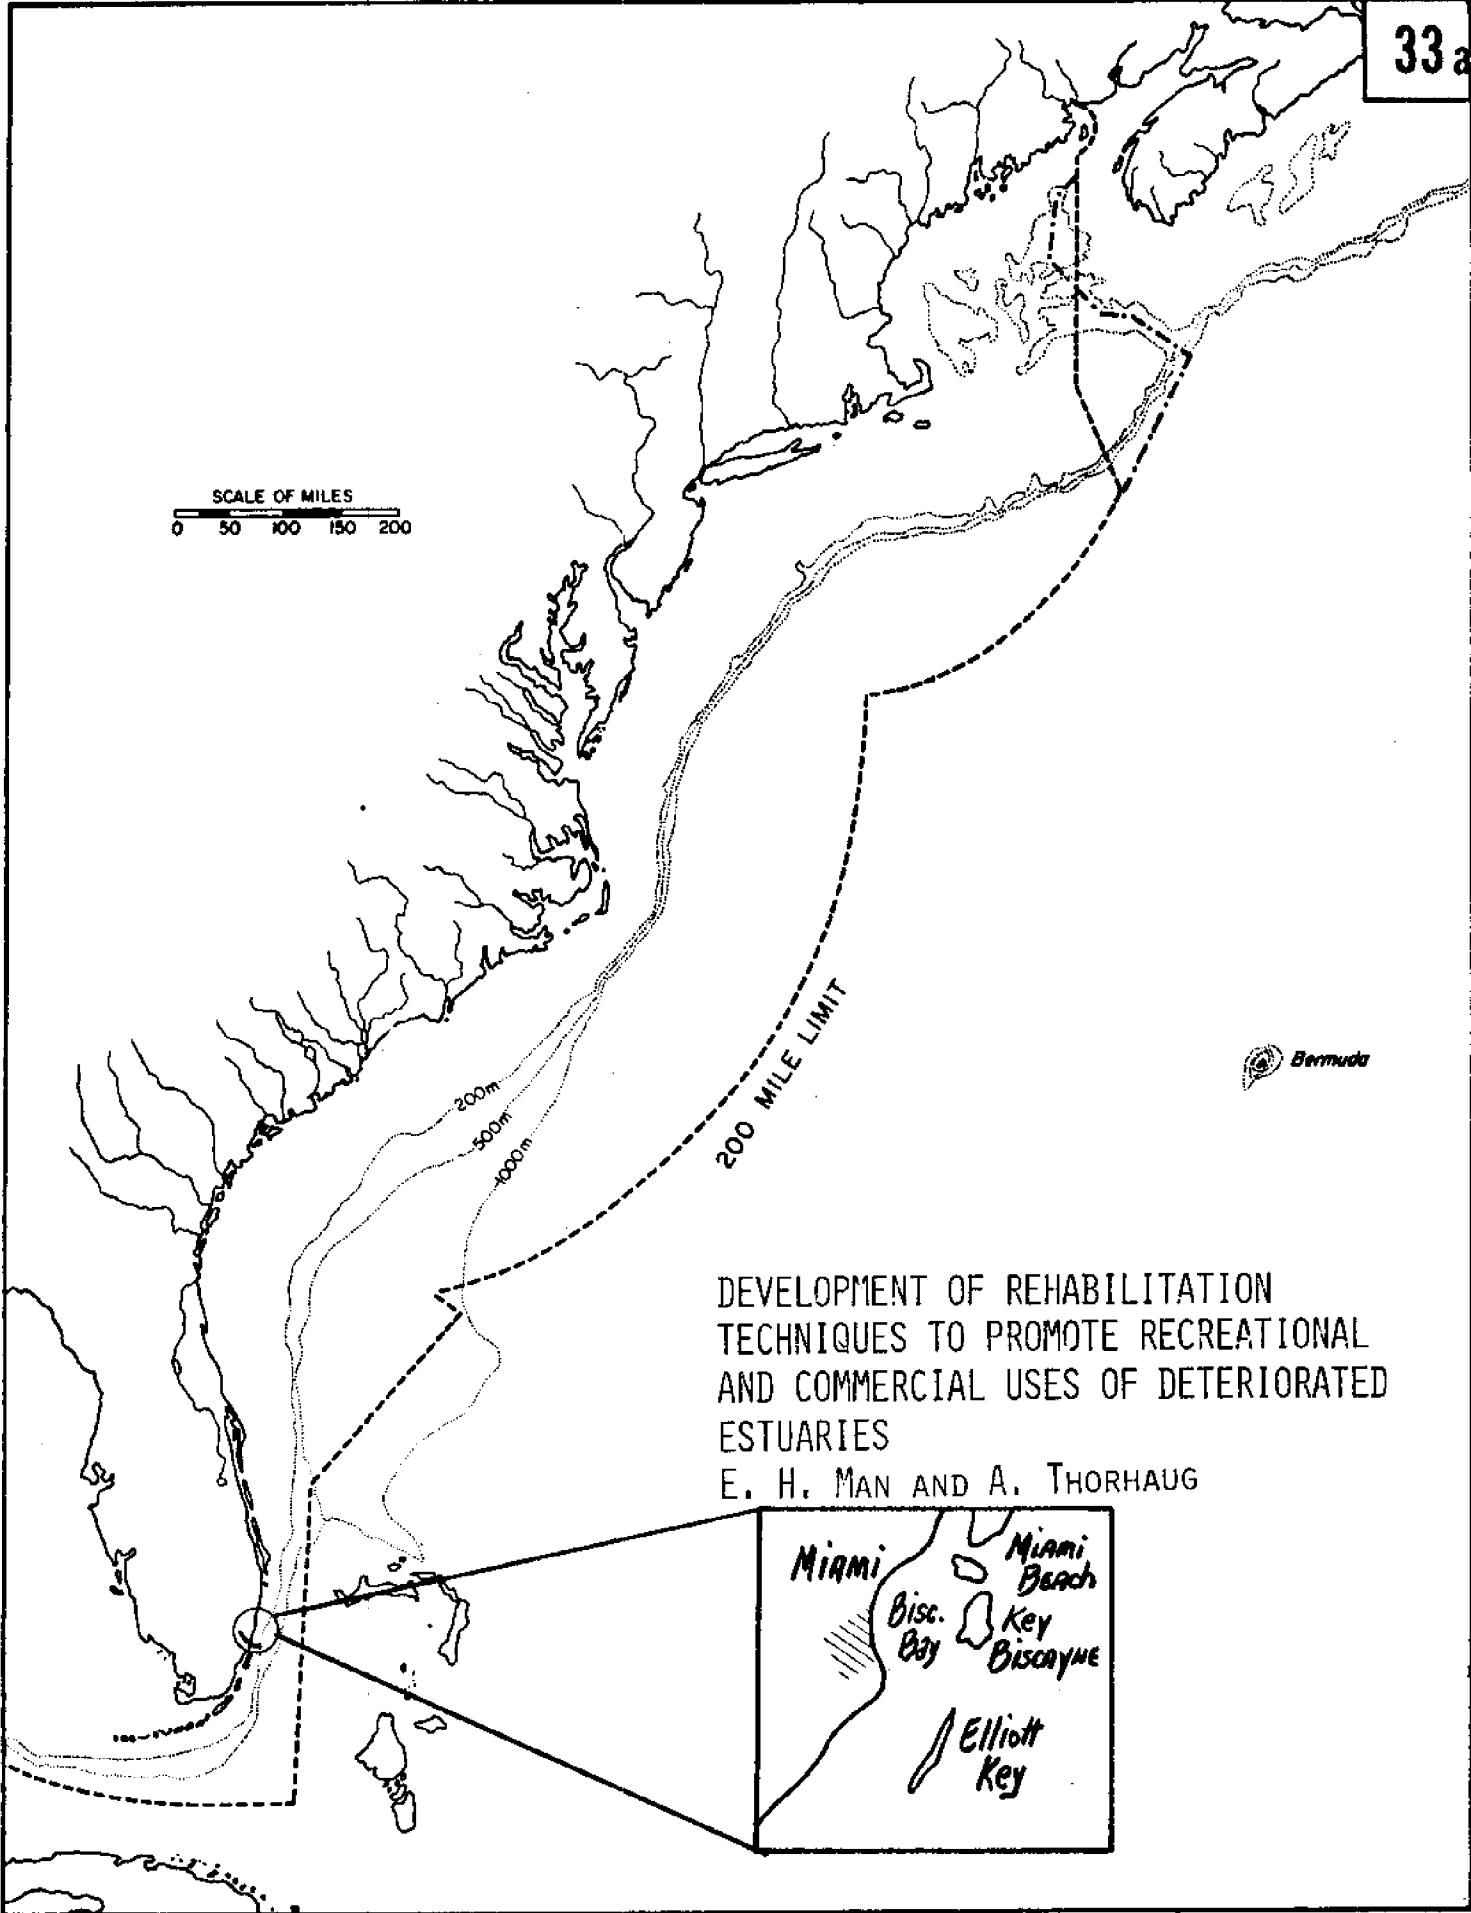 33a
SCALE OF MILES
0 50 100 150 200
200m
500m
1000m
200 MILE LIMIT
Bermuda
DEVELOPMENT OF REHABILITATION
TECHNIQUES TO PROMOTE RECREATIONAL
AND COMMERCIAL USES OF DETERIORATED
ESTUARIES
E. H. MAN AND A. THORHAUG
Miami
Miami
Beach
Bisc.
Bay
Key
Biscayne
Elliott
Key